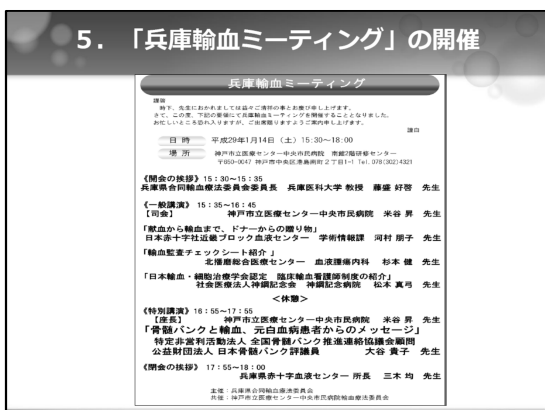 5．「兵庫輸血ミーティング」の開催
兵庫輸血ミーティング
謹啓
時下、先生におかれましては益々ご清祥の事とお慶び申し上げます。
さて、この度、下記の要領にて兵庫輸血ミーティングを開催することとなりました。
お忙しいところ恐れ入りますが、ご出席賜りますようご案内申し上げます。
謹白
日 時 平成29年1月14日（土）15:30~18:00
場 所 神戸市立医療センター中央市民病院 南館2階研修センター
〒650-0047 神戸市中央区港島南町2丁目1-1 Tel.078(302)4321
《開会の挨拶》15：30~15：35
兵庫県合同輸血療法委員会委員長 兵庫医科大学 教授 藤盛 好啓 先生
《一般講演》15：35~16：45
【司会】 神戸市立医療センター中央市民病院 米谷 昇 先生
「献血から輸血まで、ドナーからの贈り物」
日本赤十字社近畿ブロック血液センター 学術情報課 河村 朋子 先生
「輸血監査チェックシート紹介 」
北播磨総合医療センター 血液腫瘍内科 杉本 健 先生
「日本輸血・細胞治療学会認定 臨床輸血看護師制度の紹介」
社会医療法人神鋼記念会 神鋼記念病院 松本 真弓 先生
＜休憩＞
《特別講演》16：55~17：55
【座長】 神戸市立医療センター中央市民病院 米谷 昇 先生
「骨髄バンクと輸血、元白血病患者からのメッセージ」
特定非営利活動法人 全国骨髄バンク推進連絡協議会顧問
公益財団法人 日本骨髄バンク評議員 大谷 貴子 先生
《閉会の挨拶》17：55~18：00
兵庫県赤十字血液センター 所長 三木 均 先生
主催：兵庫県合同輸血療法委員会
共催：神戸市立医療センター中央市民病院輸血療法委員会